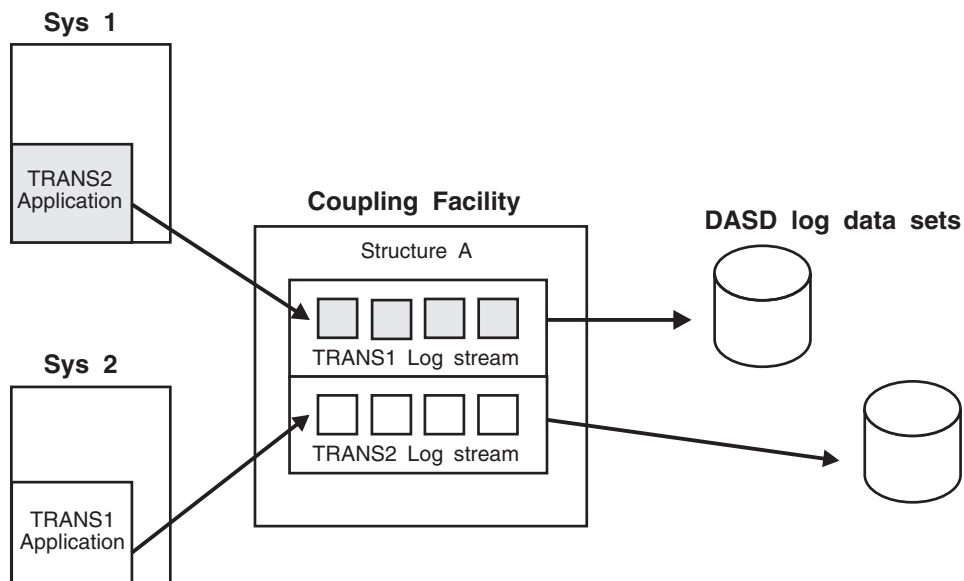 Sys 1
TRANS2
Application
Coupling Facility
DASD log data sets
Structure A
TRANS1 Log stream
Sys 2
TRANS2 Log stream
TRANS1
Application